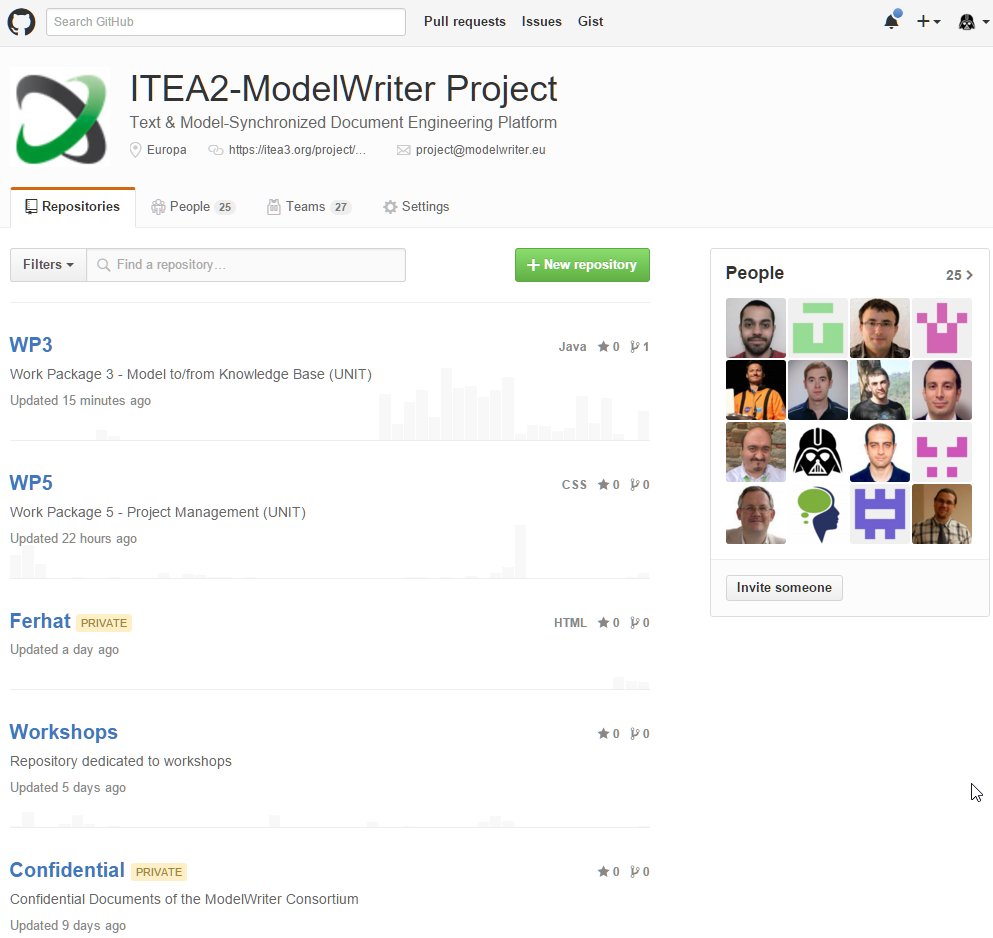 Search GitHub
Pull requests Issues Gist
ITEA2-ModelWriter Project
Text & Model-Synchronized Document Engineering Platform
Europa https://itea3.org/project/... project@modelwriter.eu
Repositories People 25 Teams 27 Settings
Filters Find a repository... New repository
People 25
WP3 Java 0 1
Work Package 3 - Model to/from Knowledge Base (UNIT)
Updated 15 minutes ago
WP5 CSS 0 0
Work Package 5 - Project Management (UNIT)
Updated 22 hours ago
Invite someone
Ferhat PRIVATE HTML 0 0
Updated a day ago
Workshops 0 0
Repository dedicated to workshops
Updated 5 days ago
Confidential PRIVATE 0 0
Confidential Documents of the ModelWriter Consortium
Updated 9 days ago